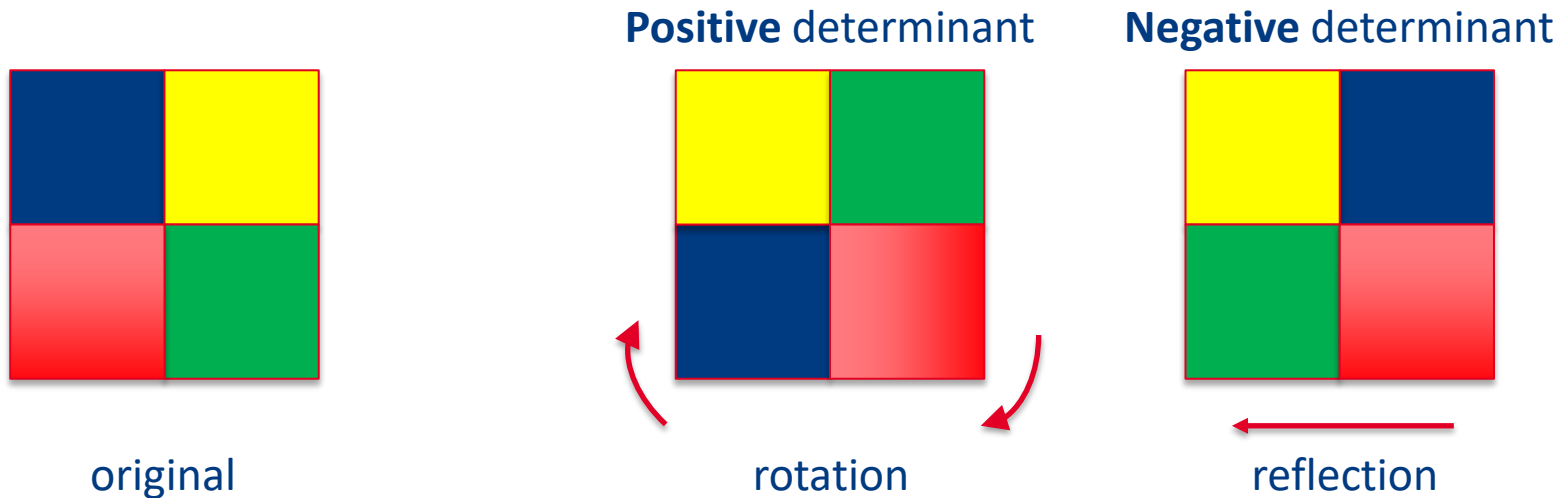 Positive determinant
Negative determinant
original
rotation
reflection